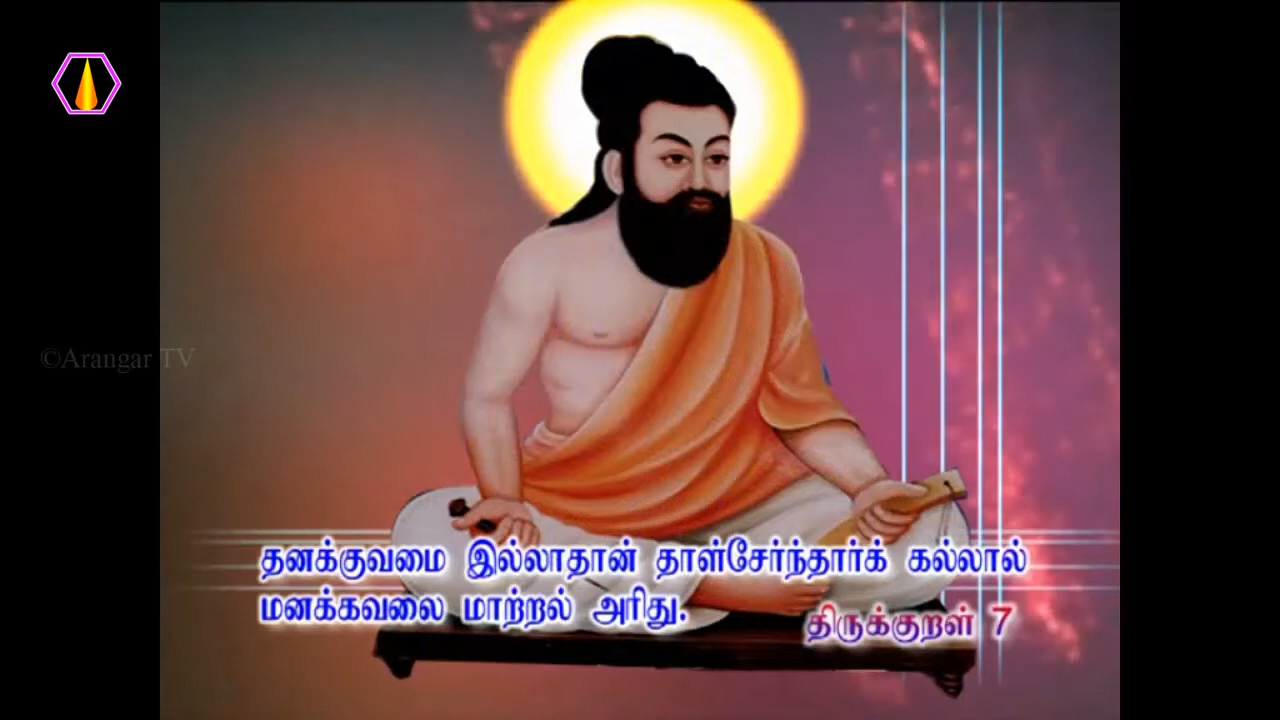 ©Arangar TV
தனக்குவமை இல்லாதான் தாள்சேர்ந்தார்க் கல்லால்
மனக்கவலை மாற்றல் அரிது.
திருக்குறள் 7